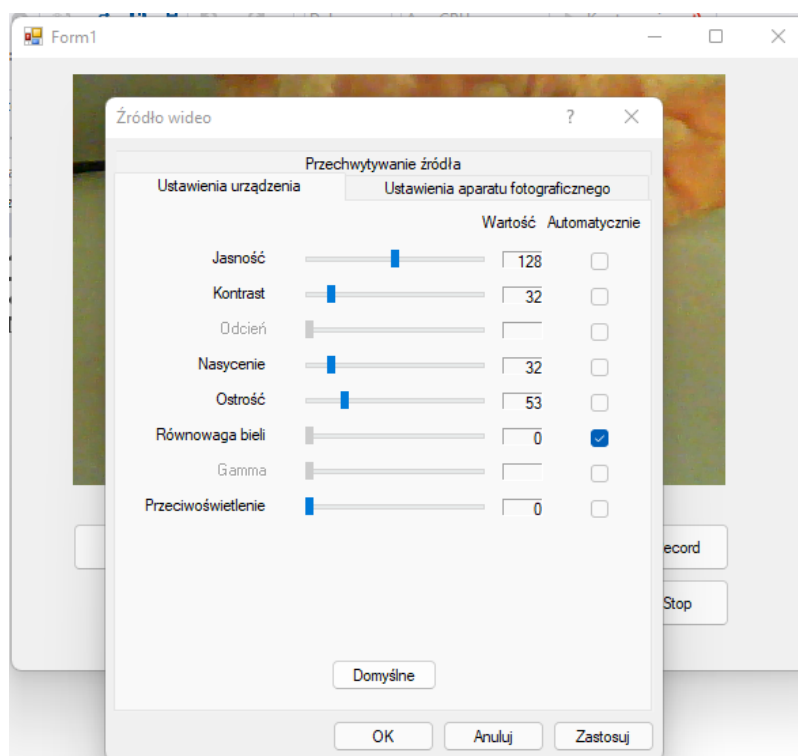 Form1
Źródło wideo
?
Przechwytywanie źródła
Ustawienia urządzenia Ustawienia aparatu fotograficznego
Wartość Automatycznie
Jasność 128
Kontrast 32
Odcień
Nasycenie 32
Ostrość 53
Równowaga bieli 0
Gamma
Przeciwoświetlenie 0
ecord
Stop
Domyślne
OK Anuluj Zastosuj